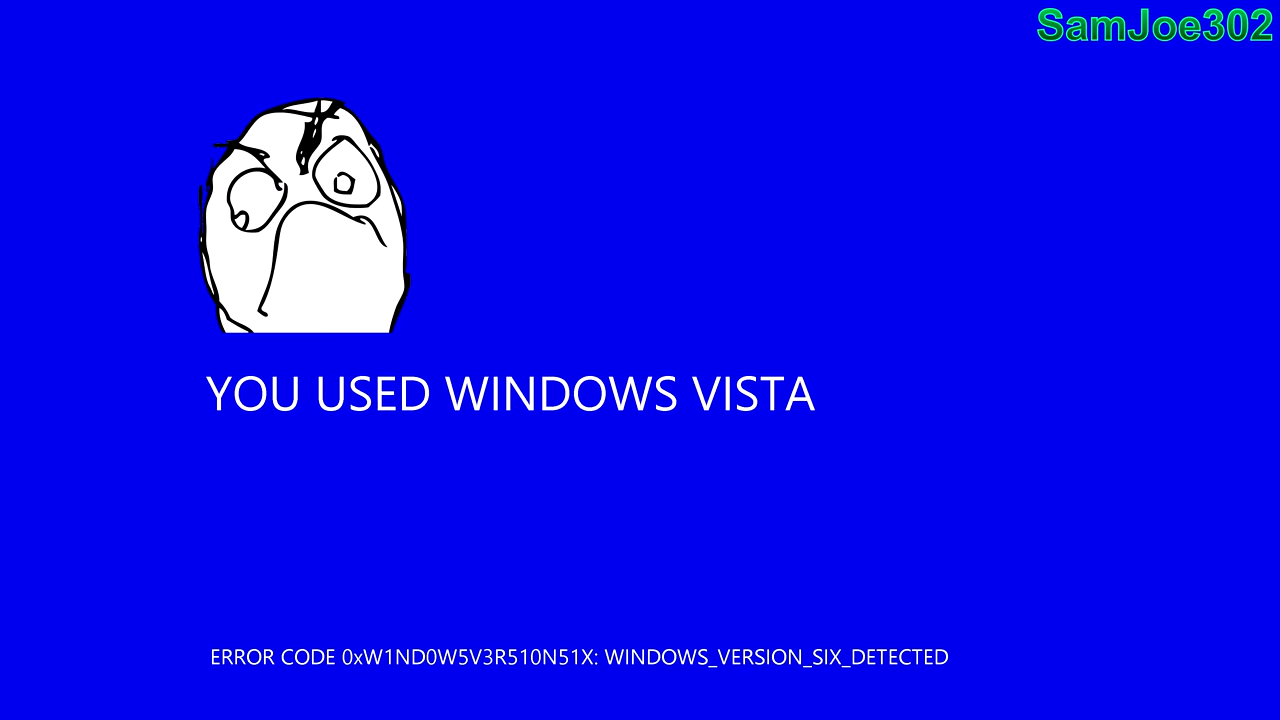 SamJoe302
YOU USED WINDOWS VISTA
ERROR CODE 0xW1ND0W5V3R510N51X: WINDOWS_VERSION_SIX_DETECTED